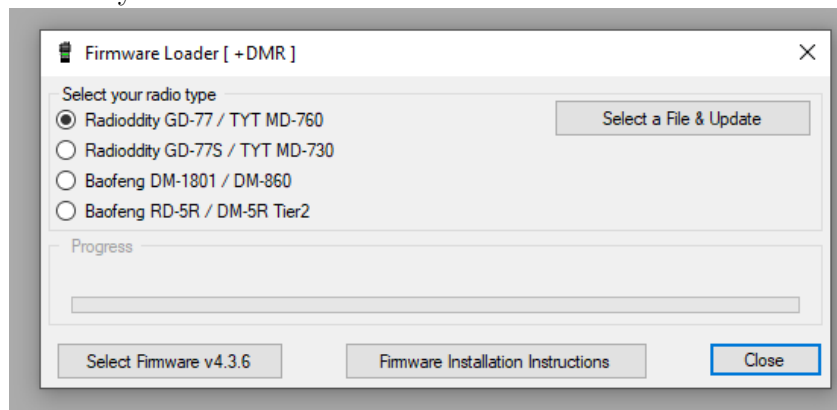 Firmware Loader [ +DMR ]
Select your radio type
Radioddity GD-77 / TYT MD-760
Select a File & Update
Radioddity GD-77S / TYT MD-730
Baofeng DM-1801 / DM-860
Baofeng RD-5R / DM-5R Tier2
Progress
Select Firmware v4.3.6
Firmware Installation Instructions
Close